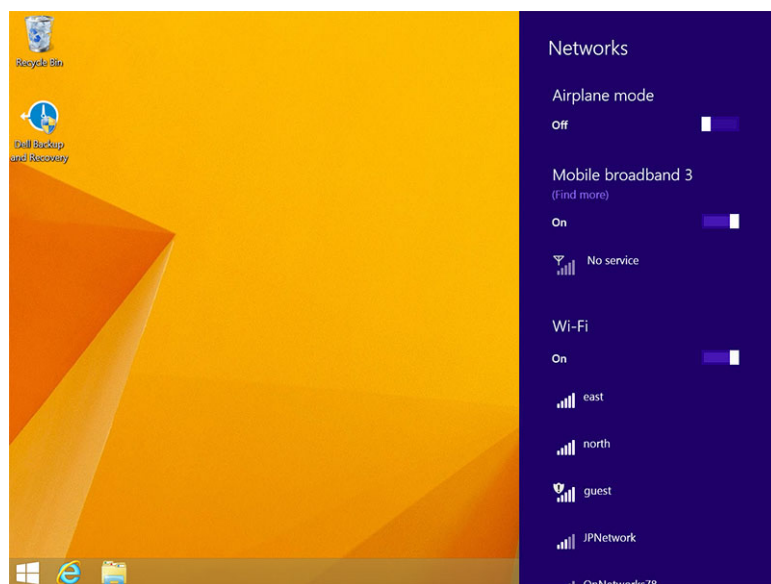 Recycle Bin
Dell Backup
and Recovery
Networks
Airplane mode
Off
Mobile broadband 3
(Find more)
On
No service
Wi-Fi
On
east
north
guest
JPNetwork
OnNetworks78